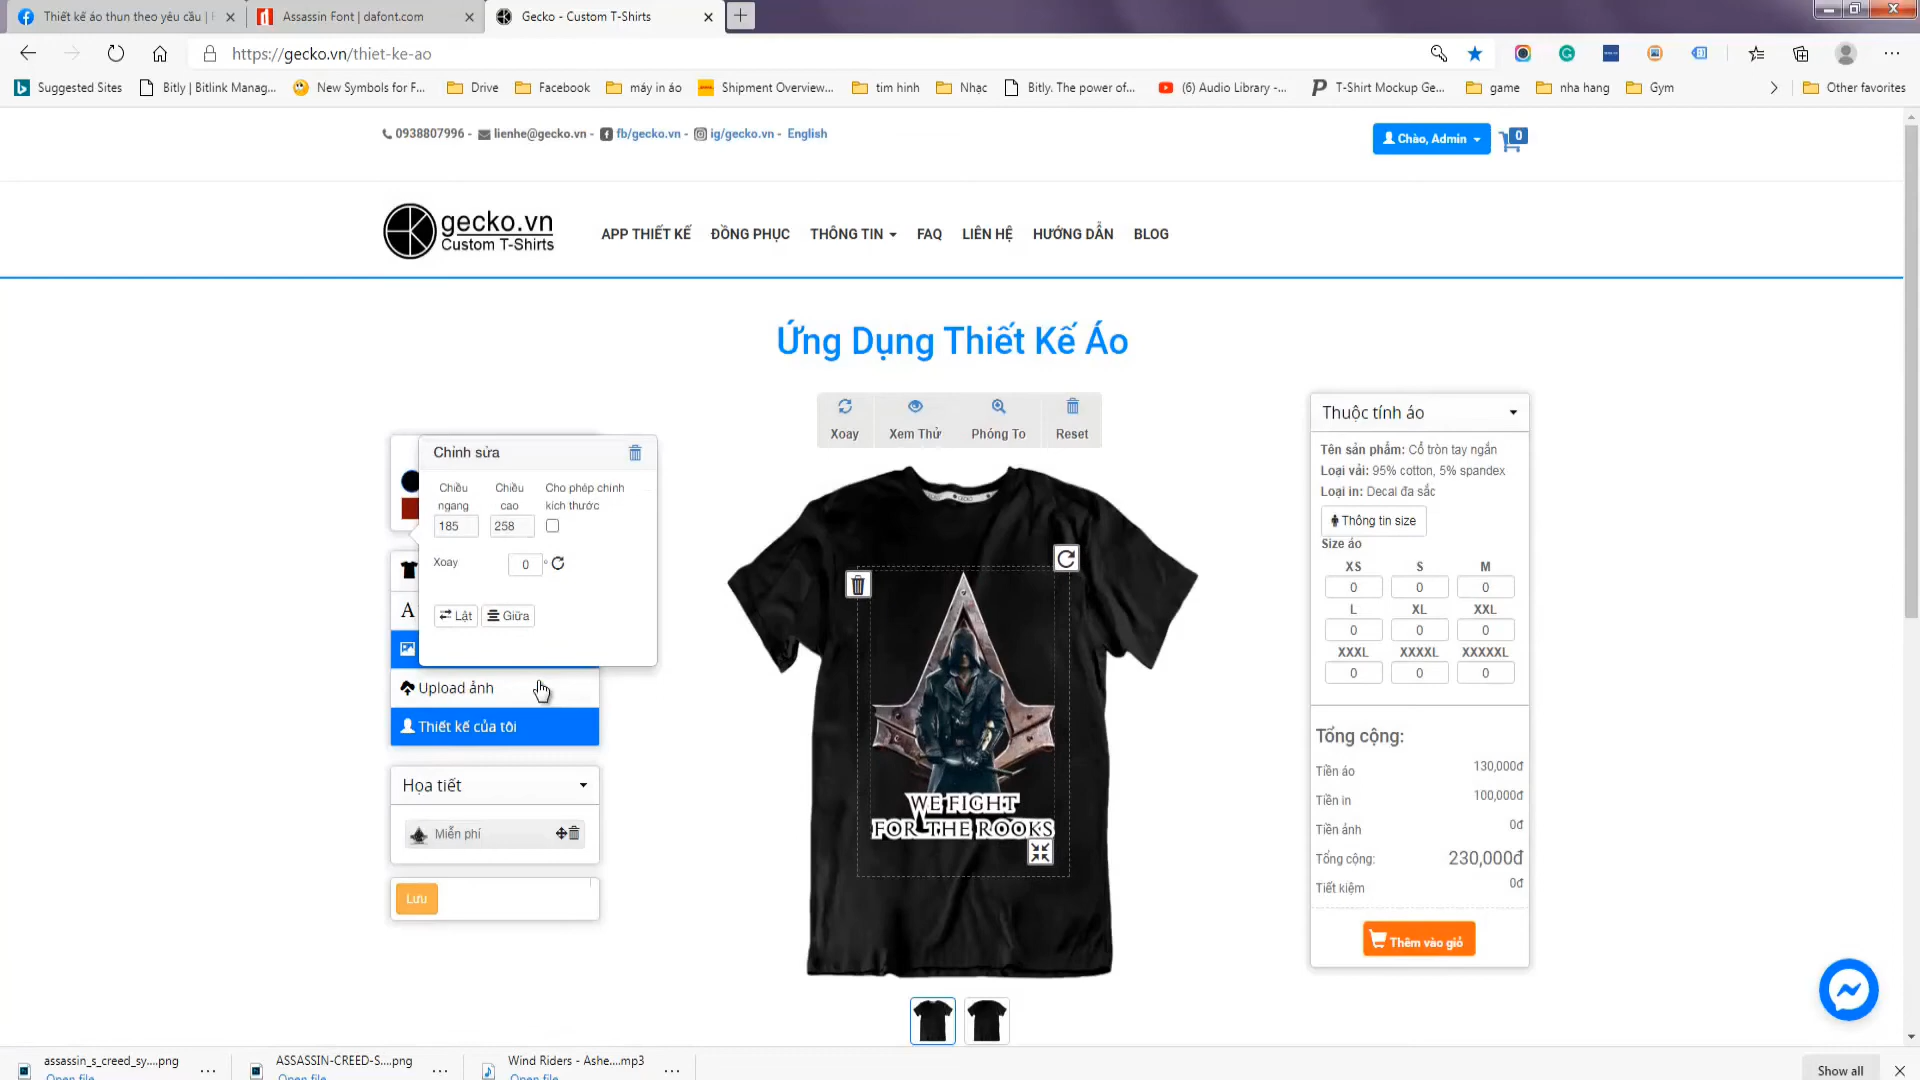 Thiết kế áo thun theo yêu cầu |
Assassin Font | dafont.com
Gecko - Custom T-Shirts
https://gecko.vn/thiet-ke-ao
Suggested Sites
Bitly | Bitlink Manag...
New Symbols for F...
Drive
Facebook
máy in áo
Shipment Overview...
tim hinh
Nhạc
Bitly. The power of...
(6) Audio Library -...
T-Shirt Mockup Ge...
game
nha hang
Gym
Other favorites
0938807996 - lienhe@gecko.vn - fb/gecko.vn - ig/gecko.vn - English
Chào, Admin
0
gecko.vn
Custom T-Shirts
APP THIẾT KẾ
ĐỒNG PHỤC
THÔNG TIN
FAQ
LIÊN HỆ
HƯỚNG DẪN
BLOG
Ứng Dụng Thiết Kế Áo
Xoay
Xem Thử
Phóng To
Reset
Chỉnh sửa
Chiều ngang
Chiều cao
Cho phép chỉnh kích thước
185
258
Xoay
0
°
Lật
Giữa
A
Upload ảnh
Thiết kế của tôi
Họa tiết
Miễn phí
Lưu
WE FIGHT
FOR THE ROOKS
Thuộc tính áo
Tên sản phẩm: Cổ tròn tay ngắn
Loại vải: 95% cotton, 5% spandex
Loại in: Decal đa sắc
Thông tin size
Size áo
XS S M
0 0 0
L XL XXL
0 0 0
XXXL XXXXL XXXXXL
0 0 0
Tổng cộng:
Tiền áo 130,000đ
Tiền in 100,000đ
Tiền ảnh 0đ
Tổng cộng: 230,000đ
Tiết kiệm 0đ
Thêm vào giỏ
assassin_s_creed_sy....png
Open file
ASSASSIN-CREED-S....png
Open file
Wind Riders - Ashe....mp3
Open file
Show all